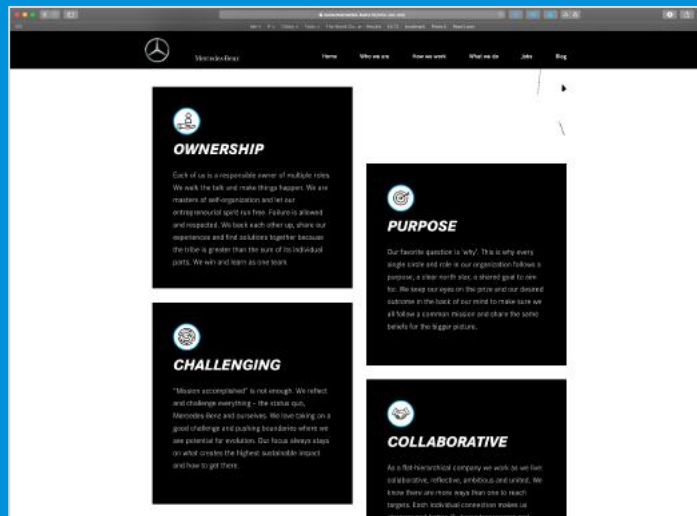 Mercedes-Benz
Home
Who we are
How we work
What we do
Jobs
Blog
OWNERSHIP
Each of us is a responsible owner of multiple roles.
We walk the talk and make things happen. We are
masters of self-organization and let our
entrepreneurial spirit run free. Failure is allowed
and respected. We back each other up, share our
experiences and find solutions together because
the tribe is greater than the sum of its individual
parts. We win and learn as one team.
PURPOSE
Our favorite question is 'why'. This is why every
single circle and role in our organization follows a
purpose, a clear north star, a shared goal to aim
for. We keep our eyes on the prize and our desired
outcome in the back of our mind to make sure we
all follow a common mission and share the same
beliefs for the bigger picture.
CHALLENGING
"Mission accomplished" is not enough. We reflect
and challenge everything – the status quo,
Mercedes-Benz and ourselves. We love taking on a
good challenge and pushing boundaries where we
see potential for evolution. Our focus always stays
on what creates the highest sustainable impact
and how to get there.
COLLABORATIVE
As a flat-hierarchical company we work as we live:
collaborative, reflective, ambitious and united. We
know there are more ways than one to reach
targets. Each individual connection makes us